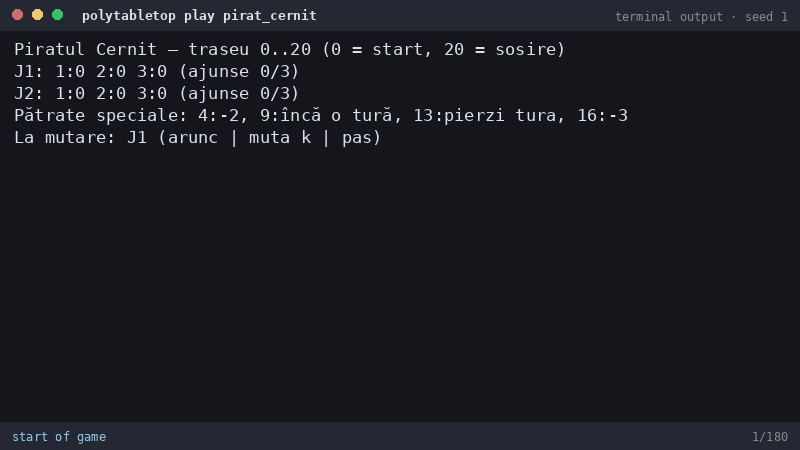 polytabletop play pirat_cernit
terminal output · seed 1
Piratul Cernit — traseu 0..20 (0 = start, 20 = sosire)
J1: 1:0 2:0 3:0 (ajunse 0/3)
J2: 1:0 2:0 3:0 (ajunse 0/3)
Pătrate speciale: 4:-2, 9:încă o tură, 13:pierzi tura, 16:-3
La mutare: J1 (arunc | muta k | pas)
start of game
1/180